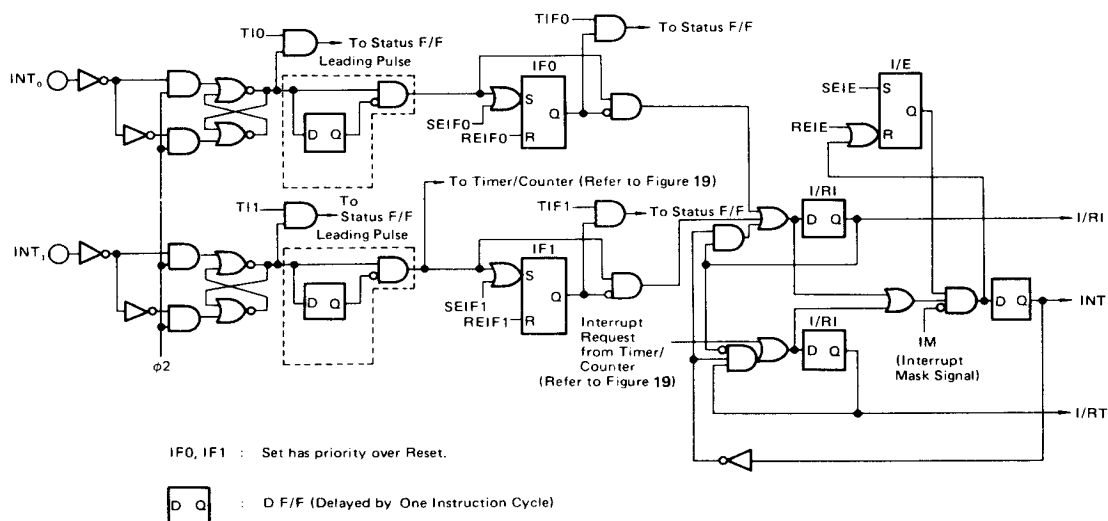 TI0
To Status F/F
Leading Pulse
INT0
D Q
TIF0
To Status F/F
IF0
S
Q
R
SEIF0
REIF0
I/E
SEIE
S
Q
REIE
R
To Timer/Counter (Refer to Figure 19)
TI1
To
Status F/F
Leading Pulse
INT1
D Q
TIF1
To Status F/F
IF1
S
Q
R
SEIF1
REIF1
I/RI
D Q
I/RI
INT
D Q
Interrupt
Request
from Timer/
Counter
(Refer to Figure 19)
I/RI
D Q
IM
(Interrupt
Mask Signal)
I/RT
φ2
IF0, IF1 : Set has priority over Reset.
D Q : D F/F (Delayed by One Instruction Cycle)